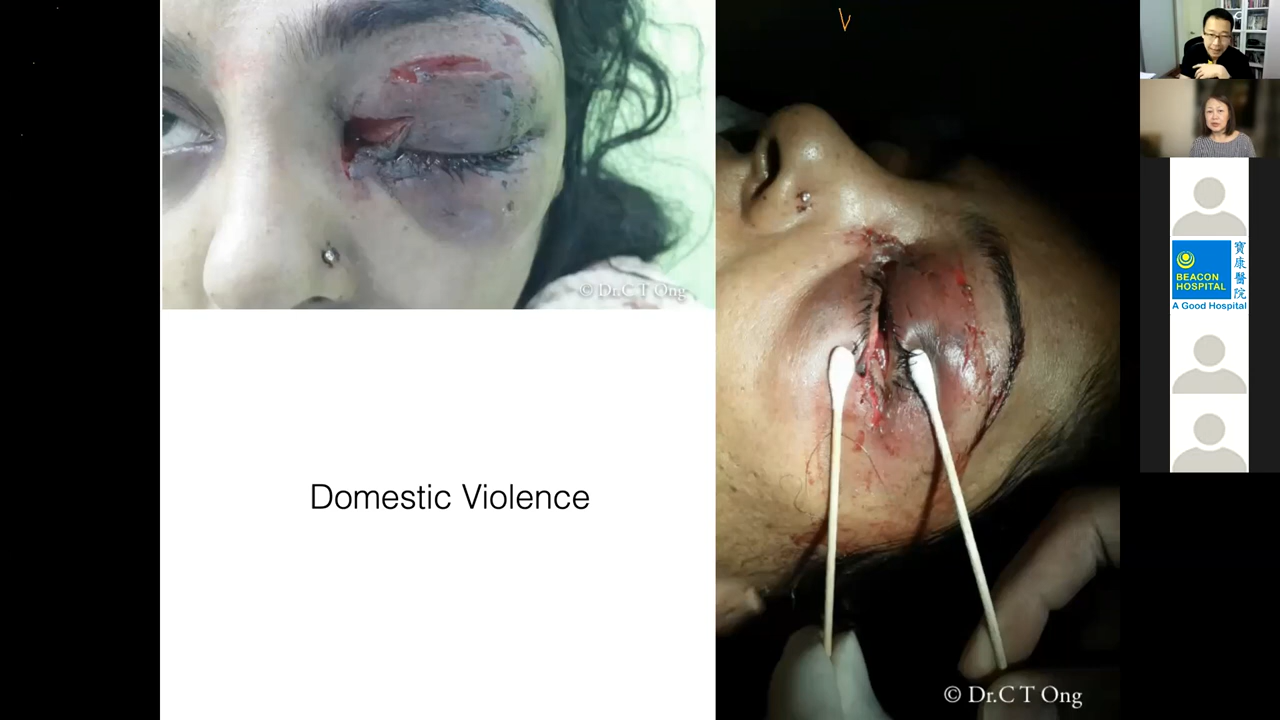 © Dr.C T Ong
Domestic Violence
© Dr.C T Ong
寶康醫院
BEACON
HOSPITAL
A Good Hospital